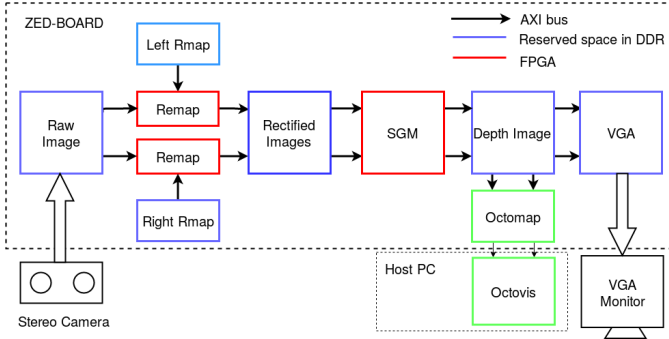 ZED-BOARD
AXI bus
Reserved space in DDR
FPGA
Left Rmap
Raw
Image
Remap
Remap
Rectified
Images
SGM
Depth Image
VGA
Right Rmap
Octomap
Host PC
Octovis
VGA
Monitor
Stereo Camera